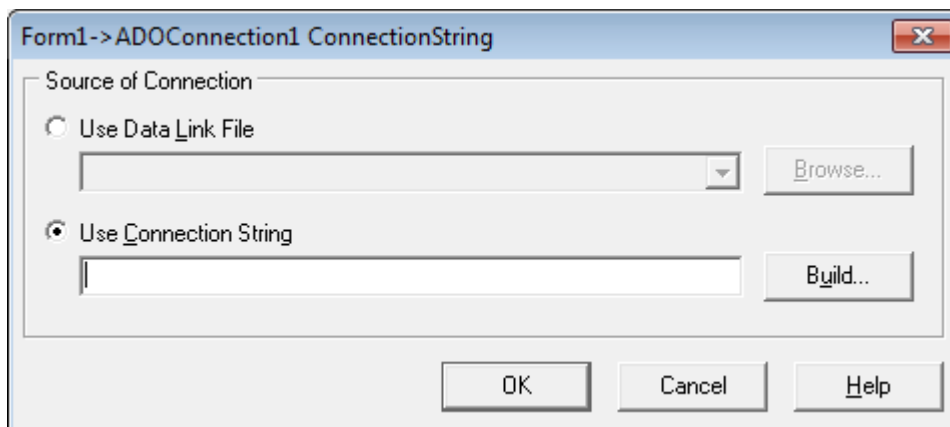 Form1->ADOConnection1 ConnectionString
Source of Connection
Use Data Link File
Browse...
Use Connection String
Build...
OK Cancel Help